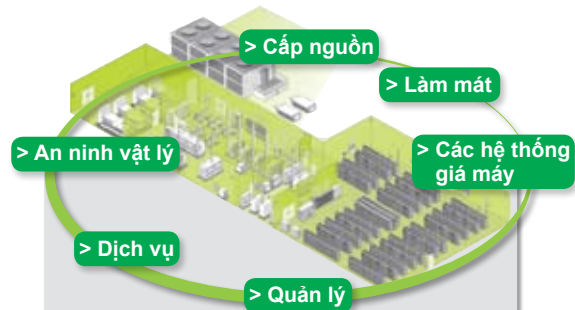 > Cấp nguồn
> Làm mát
> Các hệ thống
giá máy
> An ninh vật lý
> Dịch vụ
> Quản lý